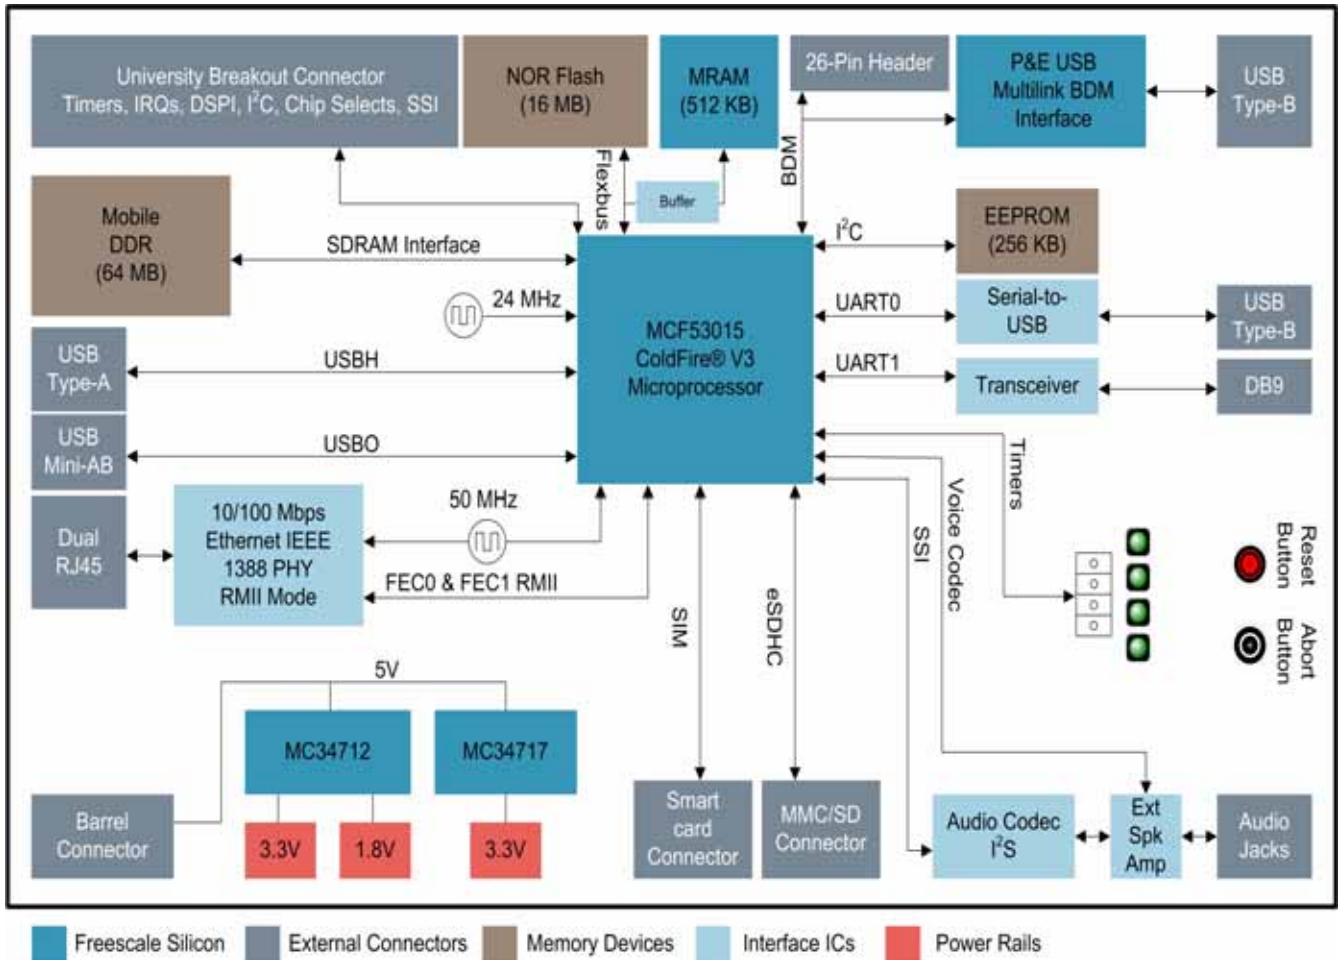 University Breakout Connector
Timers, IRQs, DSPI, I²C, Chip Selects, SSI
NOR Flash
(16 MB)
MRAM
(512 KB)
26-Pin Header
P&E USB
Multilink BDM
Interface
USB
Type-B
Flexbus
Buffer
BDM
Mobile
DDR
(64 MB)
SDRAM Interface
I²C
EEPROM
(256 KB)
24 MHz
MCF53015
ColdFire® V3
Microprocessor
UART0
Serial-to-
USB
USB
Type-B
USB
Type-A
USBH
UART1
Transceiver
DB9
USB
Mini-AB
USBO
Timers
Voice Codec
SSI
Dual
RJ45
10/100 Mbps
Ethernet IEEE
1388 PHY
RMII Mode
50 MHz
FEC0 & FEC1 RMII
SIM
eSDHC
Reset
Button
Abort
Button
5V
MC34712
MC34717
Barrel
Connector
3.3V
1.8V
3.3V
Smart
card
Connector
MMC/SD
Connector
Audio Codec
I²S
Ext
Spk
Amp
Audio
Jacks
Freescale Silicon
External Connectors
Memory Devices
Interface ICs
Power Rails